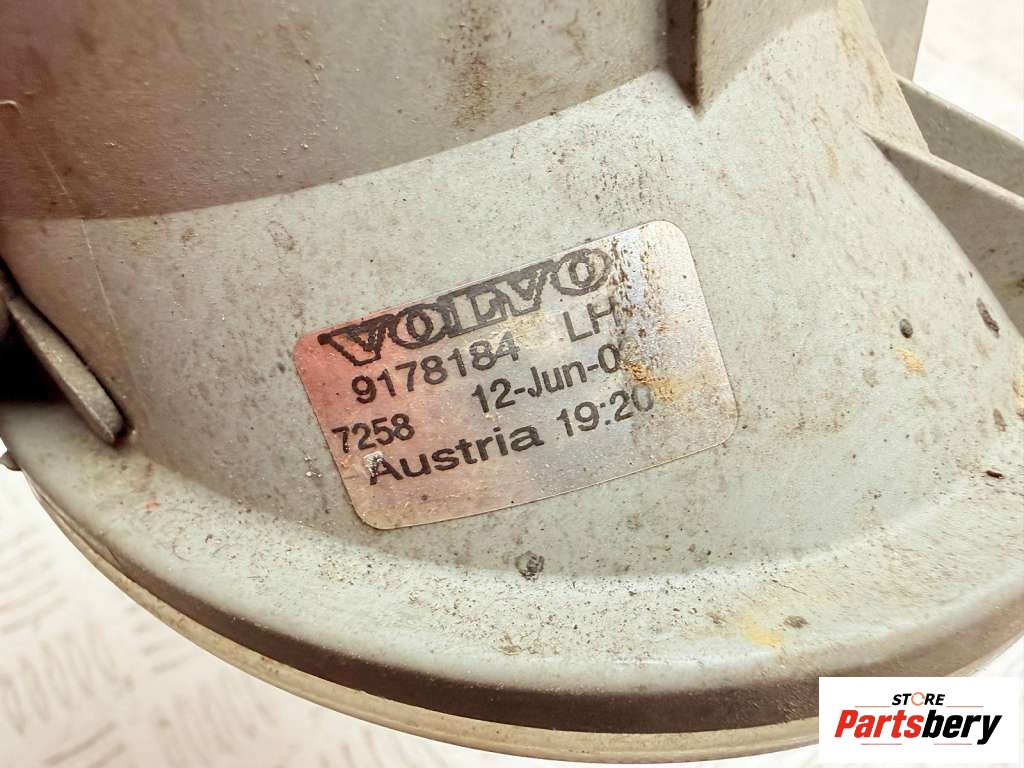 VOLVO
9178184 LH
7258 12-Jun-0
Austria 19:20
STORE
Partsbery